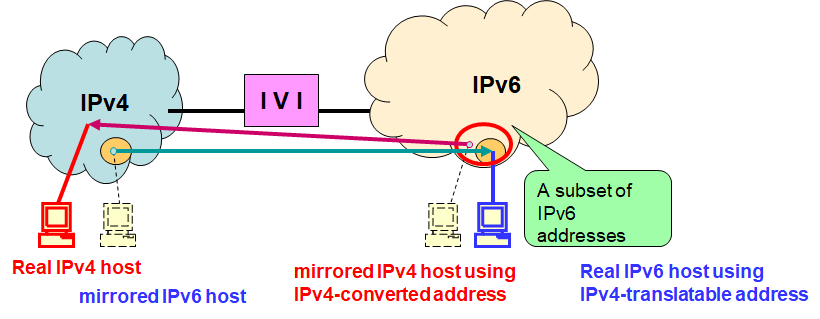 IPv4
I V I
IPv6
A subset of
IPv6
addresses
Real IPv4 host
mirrored IPv6 host
mirrored IPv4 host using
IPv4-converted address
Real IPv6 host using
IPv4-translatable address